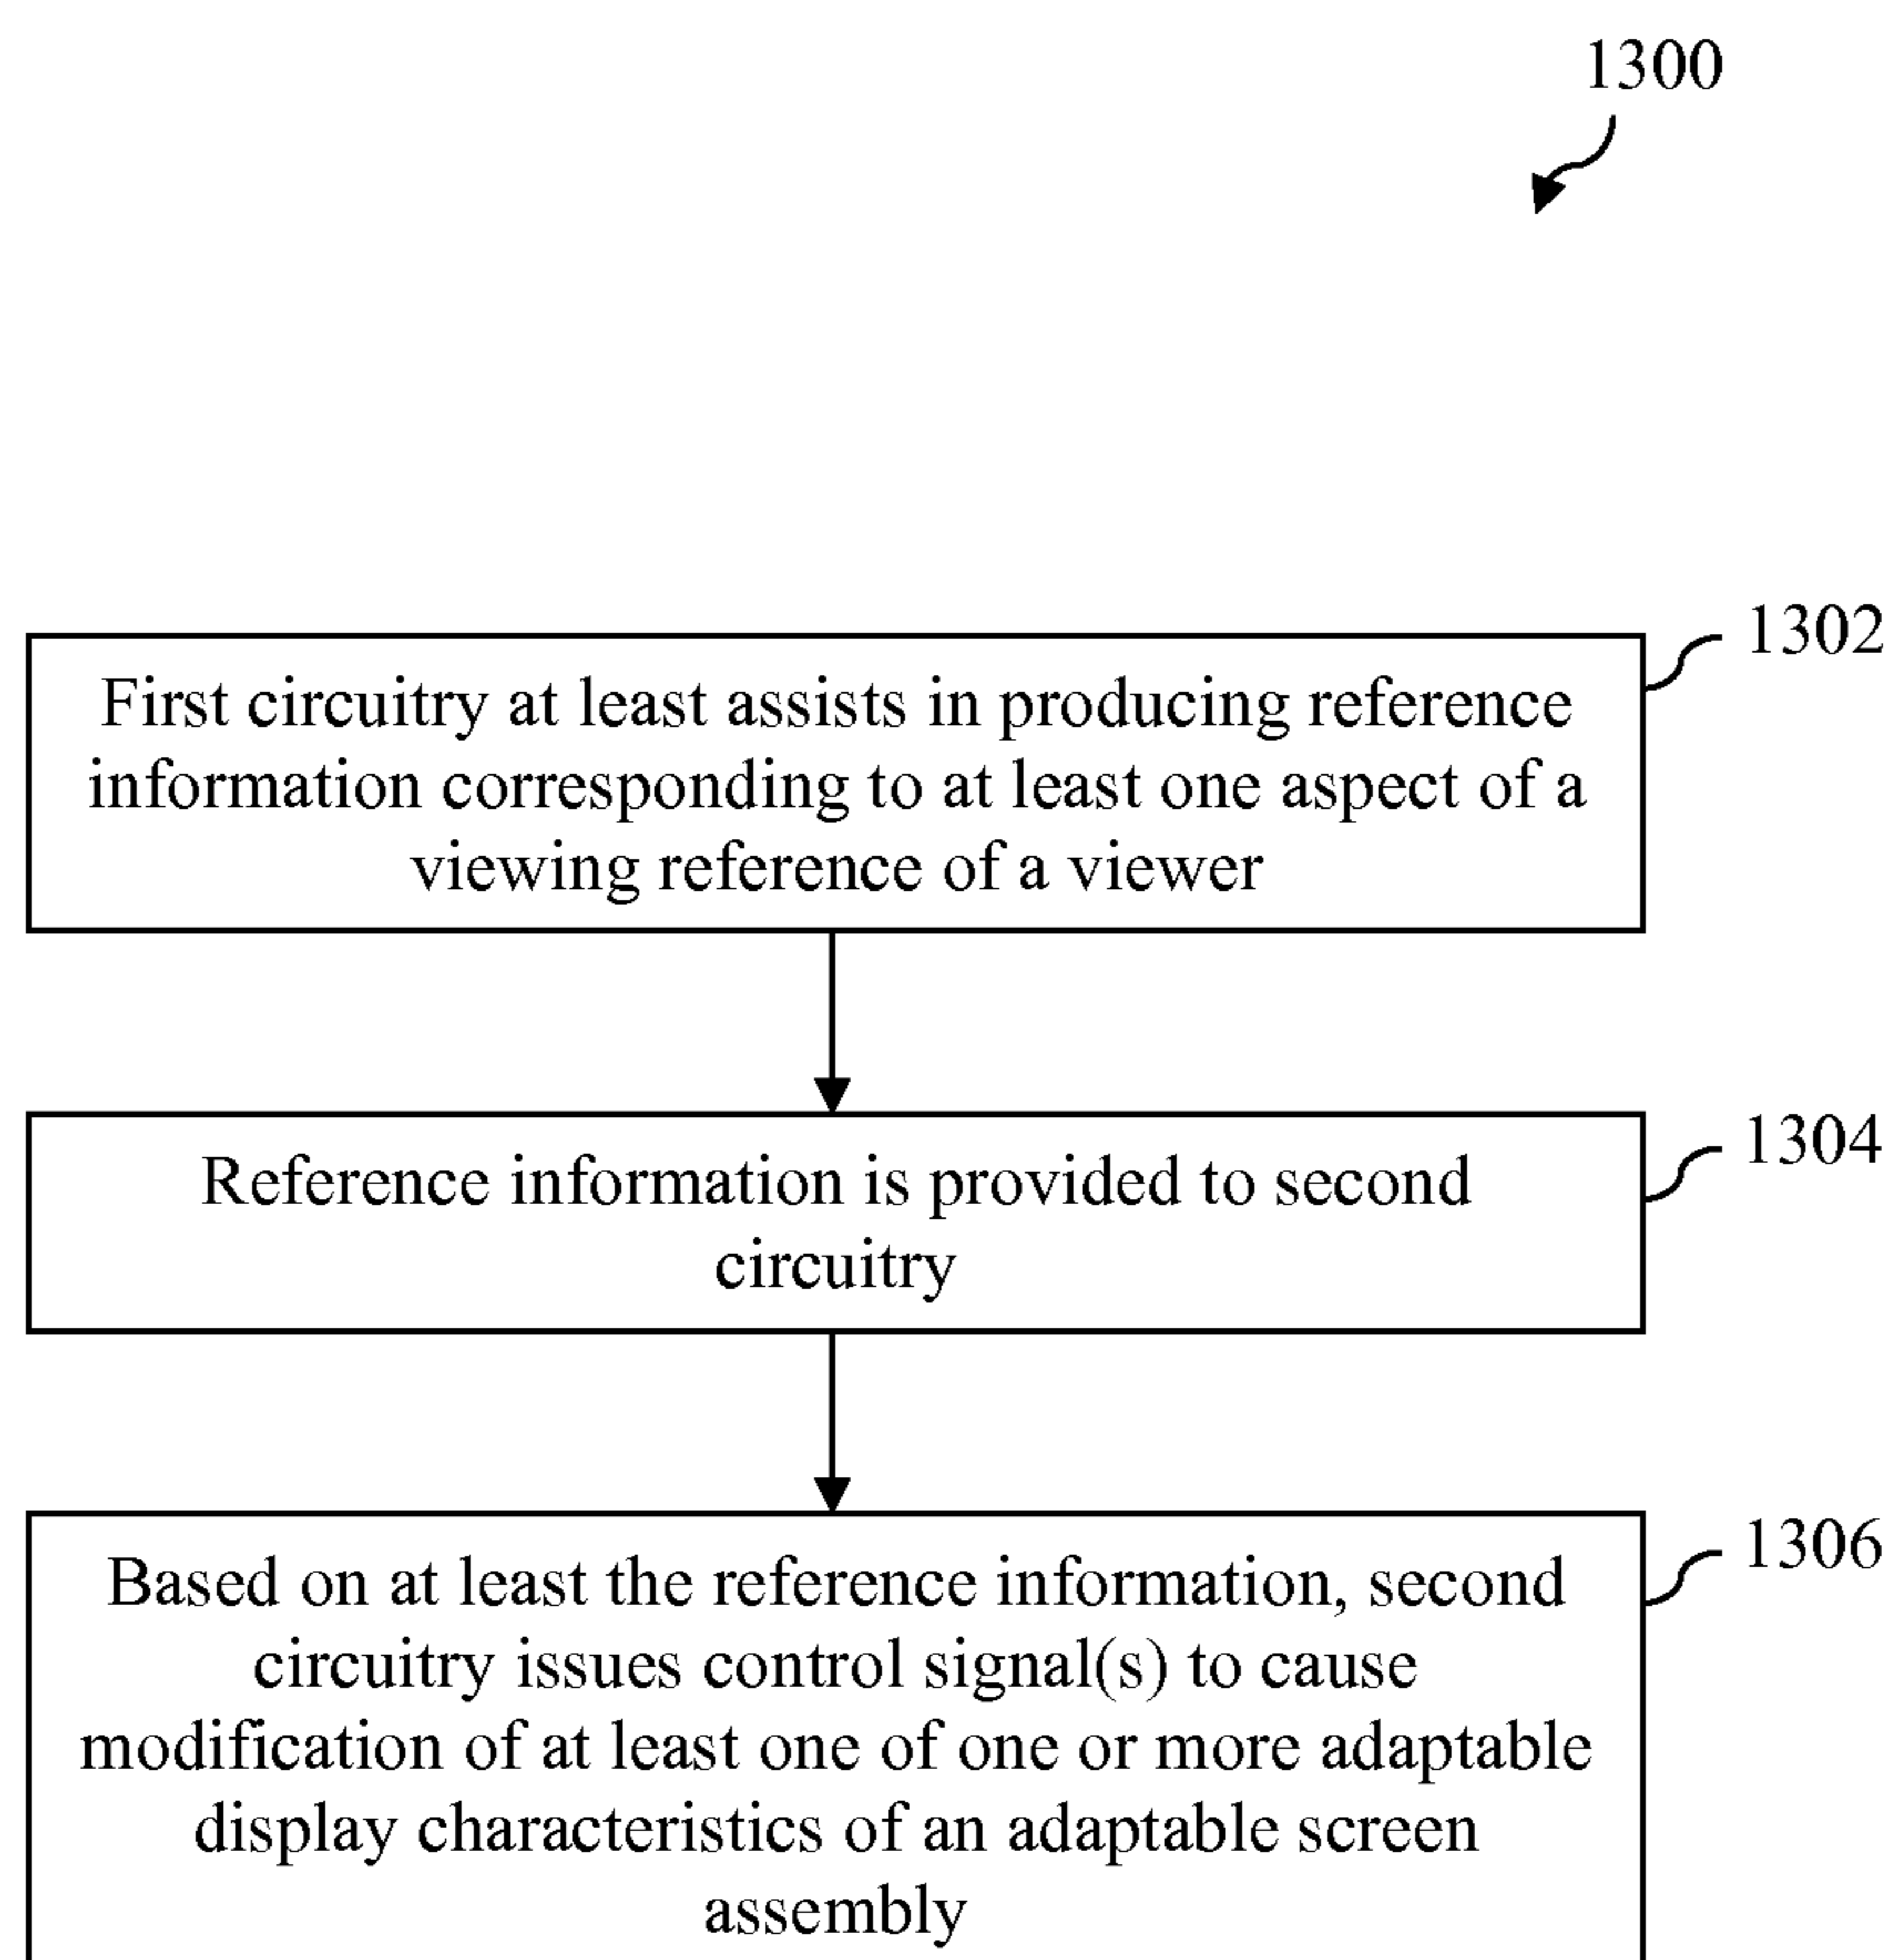 1300
1302
First circuitry at least assists in producing reference
information corresponding to at least one aspect of a
viewing reference of a viewer
1304
Reference information is provided to second
circuitry
1306
Based on at least the reference information, second
circuitry issues control signal(s) to cause
modification of at least one of one or more adaptable
display characteristics of an adaptable screen
assembly